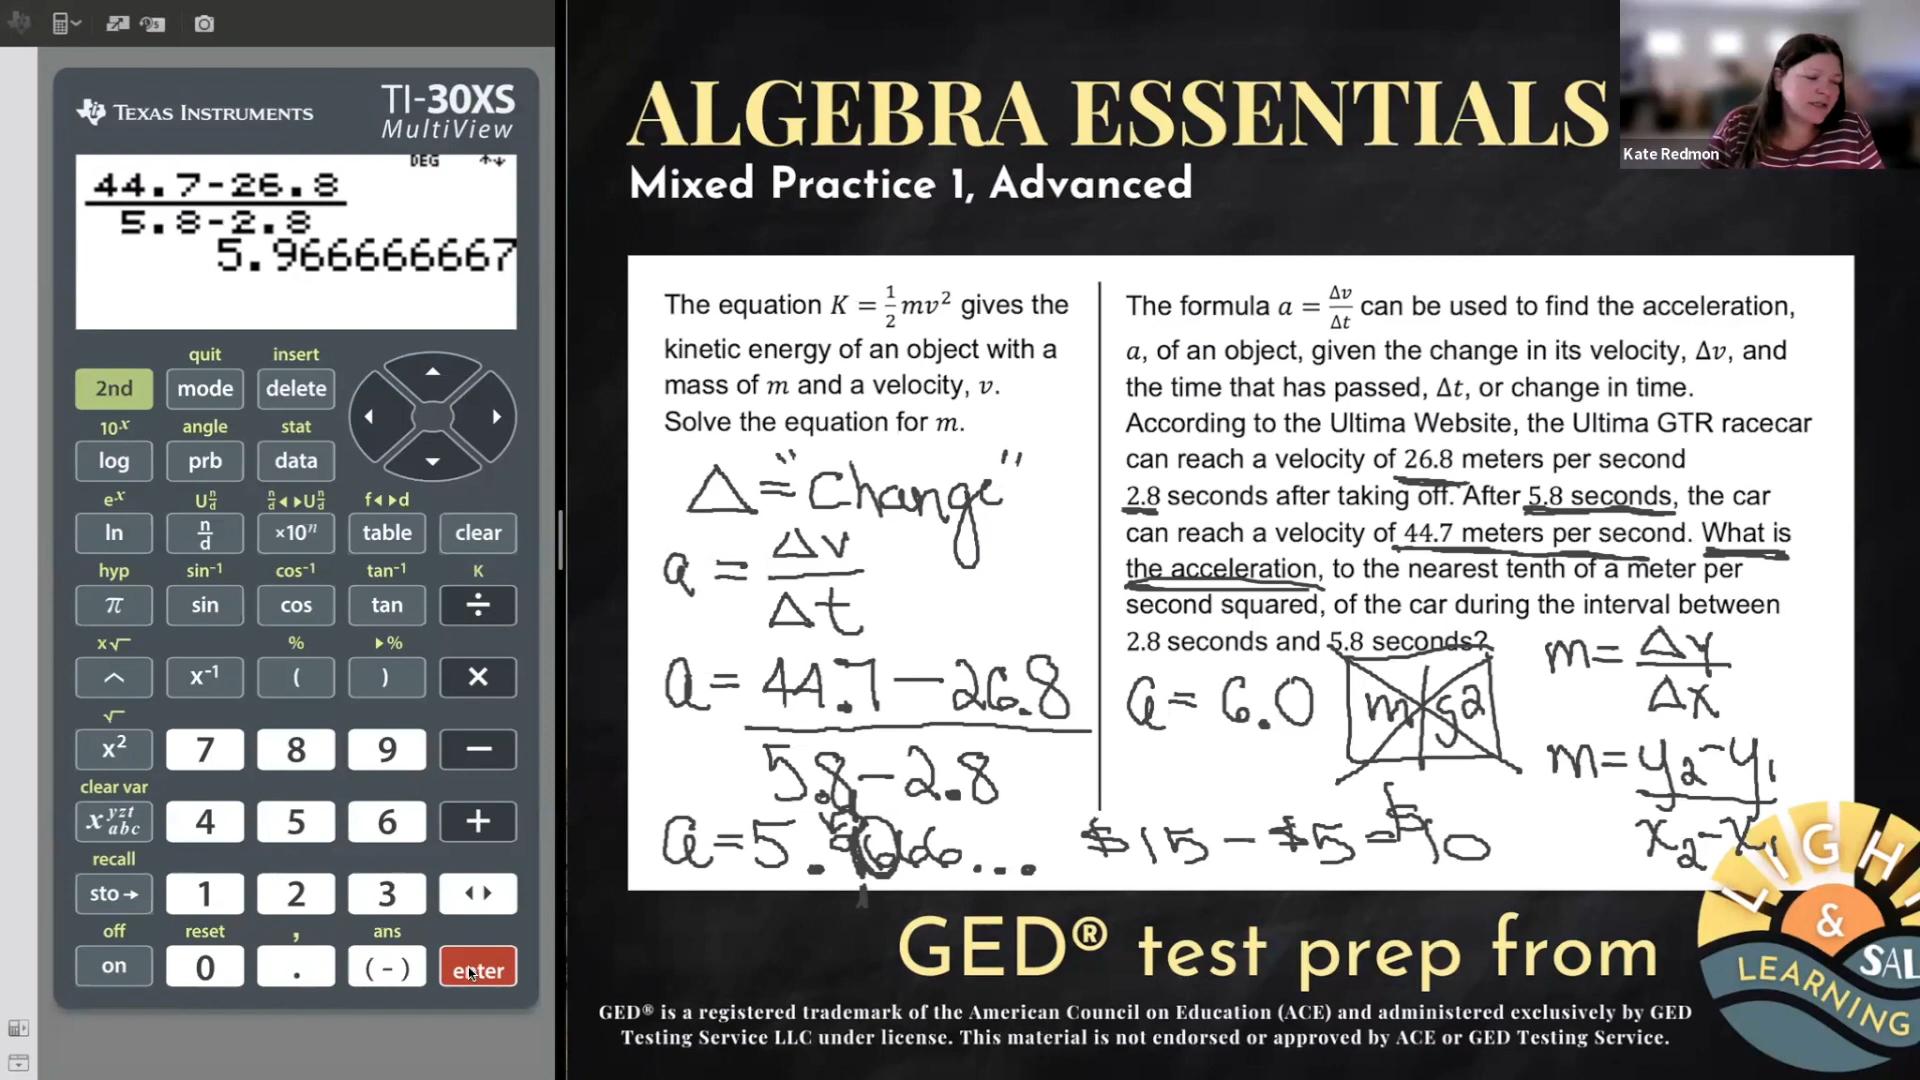 TEXAS INSTRUMENTS
TI-30XS
MultiView
DEG
44.7-26.8
5.8-2.8
5.966666667
quit insert
2nd mode delete
10ˣ angle stat
log prb data
eˣ U n/d n/d◄►U n/d f◄►d
ln n/d ×10ⁿ table clear
hyp sin⁻¹ cos⁻¹ tan⁻¹ K
π sin cos tan ÷
ˣ√ % ►%
^ x⁻¹ ( ) ×
√
x² 7 8 9 −
clear var
x yzt abc 4 5 6 +
recall
sto→ 1 2 3 ◄►
off reset , ans
on 0 . (-) enter
ALGEBRA ESSENTIALS
Mixed Practice 1, Advanced
Kate Redmon
The equation K = 1/2 mv² gives the
kinetic energy of an object with a
mass of m and a velocity, v.
Solve the equation for m.
Δ = "Change"
a = Δv/Δt
a = 44.7 − 26.8
5.8 − 2.8
The formula a = Δv/Δt can be used to find the acceleration,
a, of an object, given the change in its velocity, Δv, and
the time that has passed, Δt, or change in time.
According to the Ultima Website, the Ultima GTR racecar
can reach a velocity of 26.8 meters per second
2.8 seconds after taking off. After 5.8 seconds, the car
can reach a velocity of 44.7 meters per second. What is
the acceleration, to the nearest tenth of a meter per
second squared, of the car during the interval between
2.8 seconds and 5.8 seconds?
a = 6.0 m/s2
m = Δy/Δx
m = y2−y1
x2−x1
$15 − $5 = 10
GED® test prep from
LIGHT & SAL
LEARNING
GED® is a registered trademark of the American Council on Education (ACE) and administered exclusively by GED
Testing Service LLC under license. This material is not endorsed or approved by ACE or GED Testing Service.